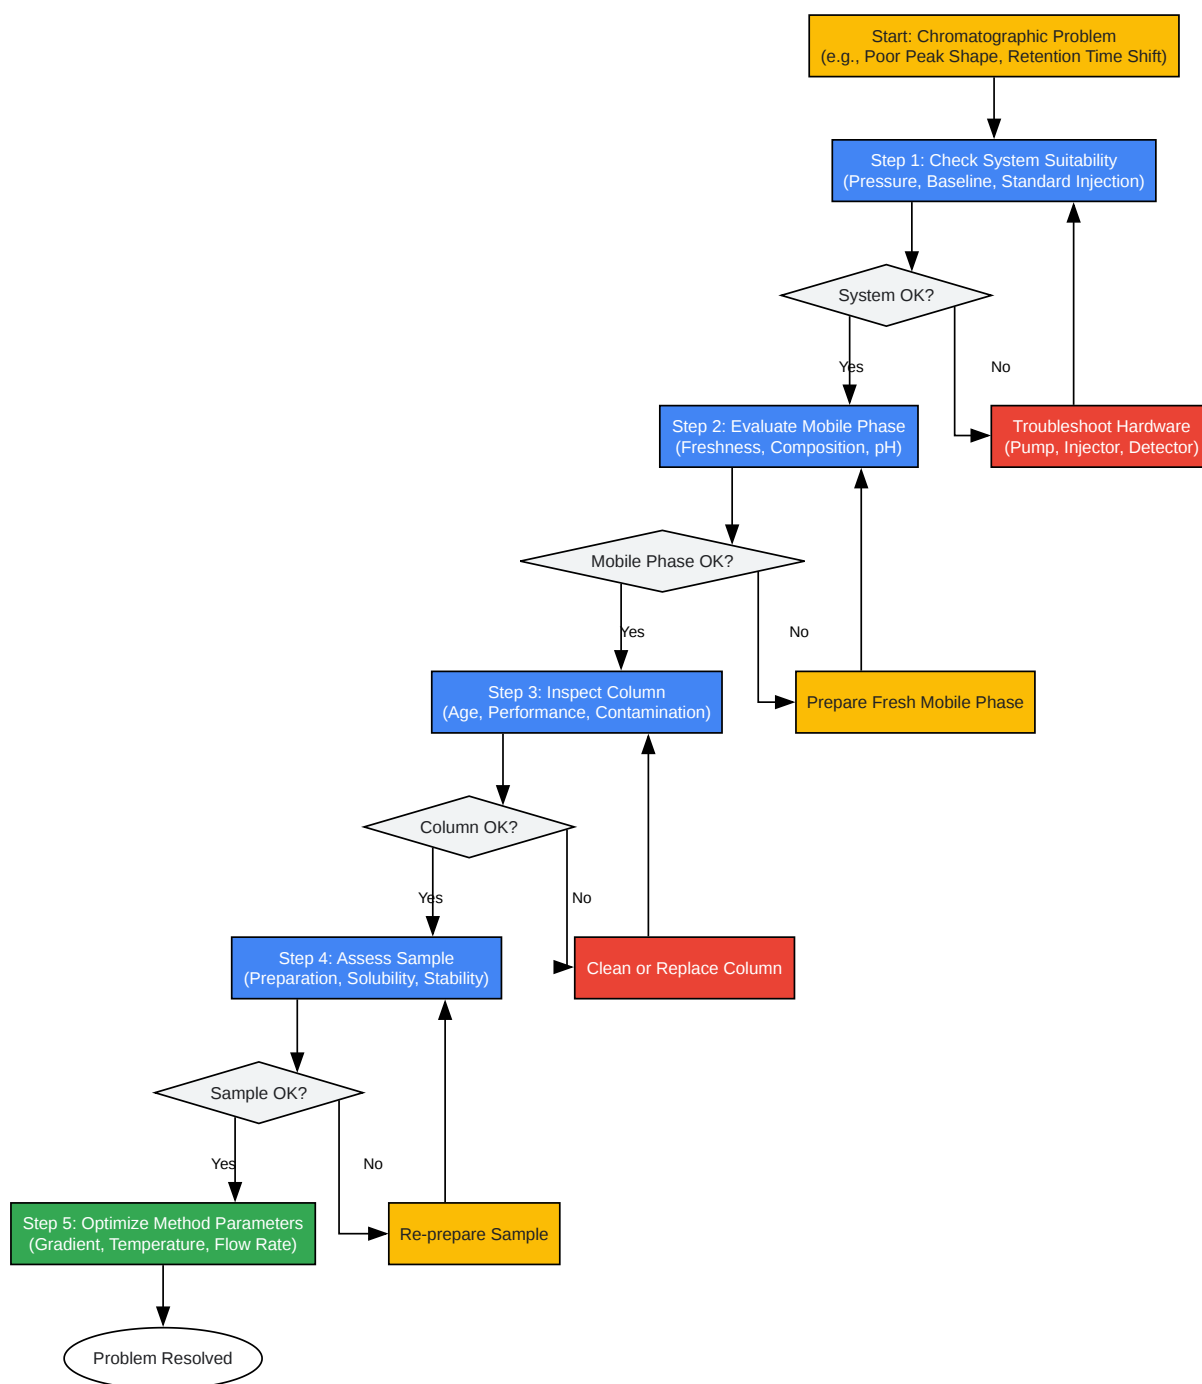 Start: Chromatographic Problem
(e.g., Poor Peak Shape, Retention Time Shift)
Step 1: Check System Suitability
(Pressure, Baseline, Standard Injection)
System OK?
Yes
No
Step 2: Evaluate Mobile Phase
(Freshness, Composition, pH)
Troubleshoot Hardware
(Pump, Injector, Detector)
Mobile Phase OK?
Yes
No
Step 3: Inspect Column
(Age, Performance, Contamination)
Prepare Fresh Mobile Phase
Column OK?
Yes
No
Step 4: Assess Sample
(Preparation, Solubility, Stability)
Clean or Replace Column
Sample OK?
Yes
No
Step 5: Optimize Method Parameters
(Gradient, Temperature, Flow Rate)
Re-prepare Sample
Problem Resolved